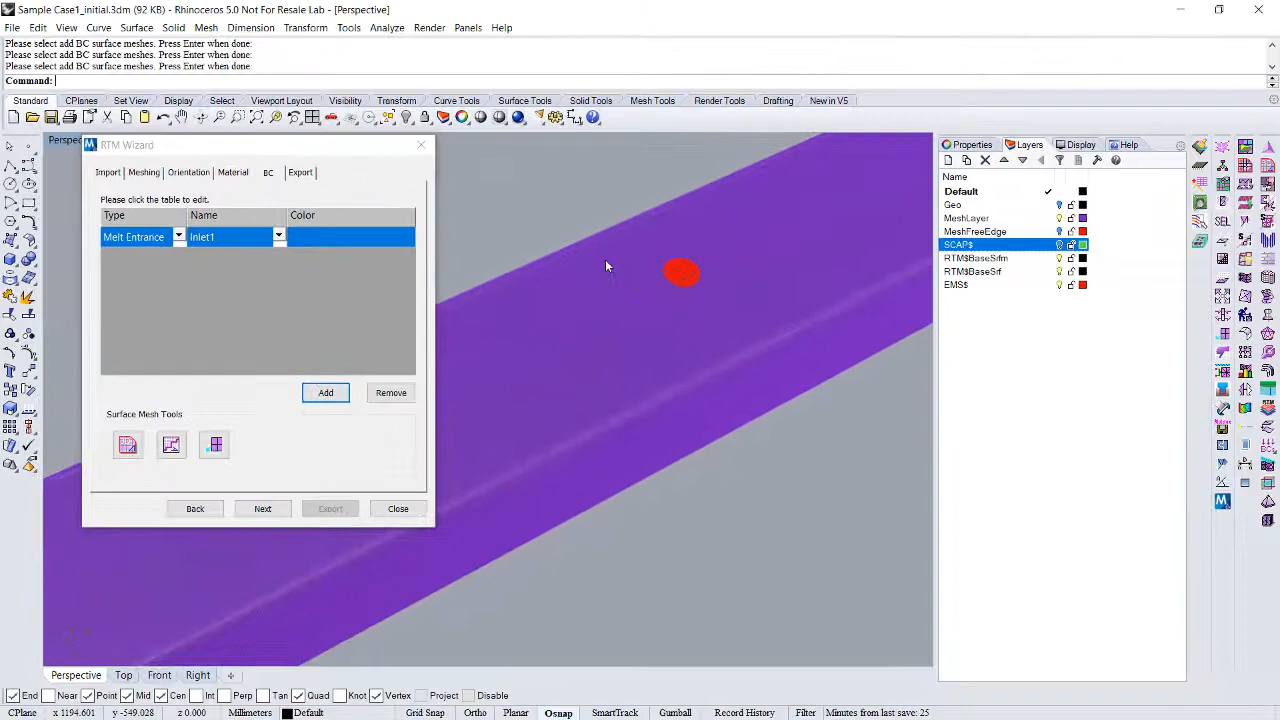 Sample Case1_initial.3dm (92 KB) - Rhinoceros 5.0 Not For Resale Lab - [Perspective]
File Edit View Curve Surface Solid Mesh Dimension Transform Tools Analyze Render Panels Help
Please select add BC surface meshes. Press Enter when done:
Please select add BC surface meshes. Press Enter when done:
Please select add BC surface meshes. Press Enter when done:
Command:
Standard CPlanes Set View Display Select Viewport Layout Visibility Transform Curve Tools Surface Tools Solid Tools Mesh Tools Render Tools Drafting New in V5
RTM Wizard
Import Meshing Orientation Material BC Export
Please click the table to edit.
Type Name Color
Melt Entrance Inlet1
Add Remove
Surface Mesh Tools
Back Next Export Close
Properties Layers Display Help
Name
Default
Geo
MeshLayer
MeshFreeEdge
SCAP$
RTM$BaseSrfm
RTM$BaseSrf
EMS$
Perspective Top Front Right
End Near Point Mid Cen Int Perp Tan Quad Knot Vertex Project Disable
CPlane x 1194.601 y -549.028 z 0.000 Millimeters Default Grid Snap Ortho Planar Osnap SmartTrack Gumball Record History Filter Minutes from last save: 25